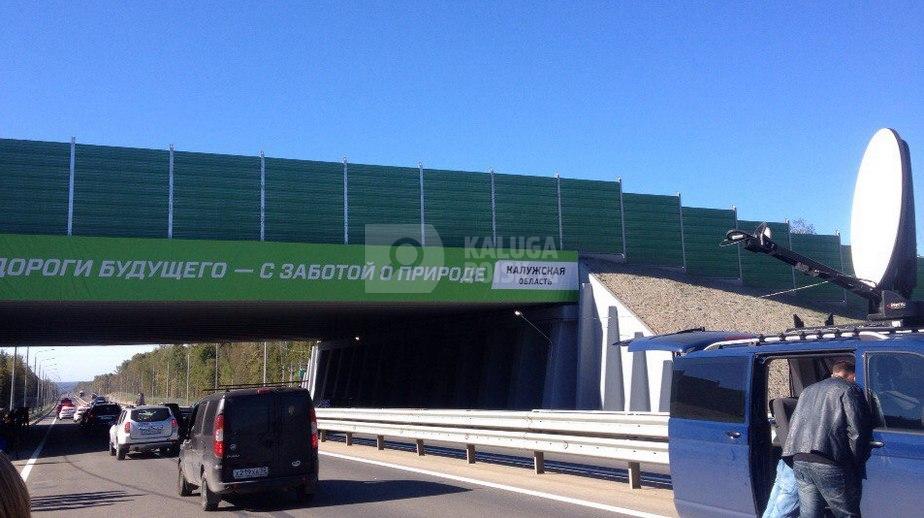 ДОРОГИ БУДУЩЕГО — С ЗАБОТОЙ О ПРИРОДЕ
КАЛУЖСКАЯ
ОБЛАСТЬ
KALUGA